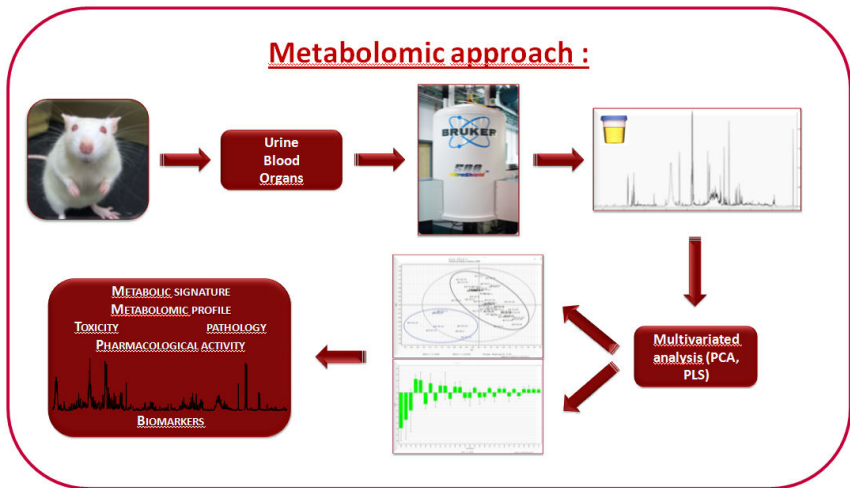 Metabolomic approach :
Urine
Blood
Organs
BRUKER
Multivariated
analysis (PCA,
PLS)
METABOLIC SIGNATURE
METABOLOMIC PROFILE
TOXICITY PATHOLOGY
PHARMACOLOGICAL ACTIVITY
BIOMARKERS